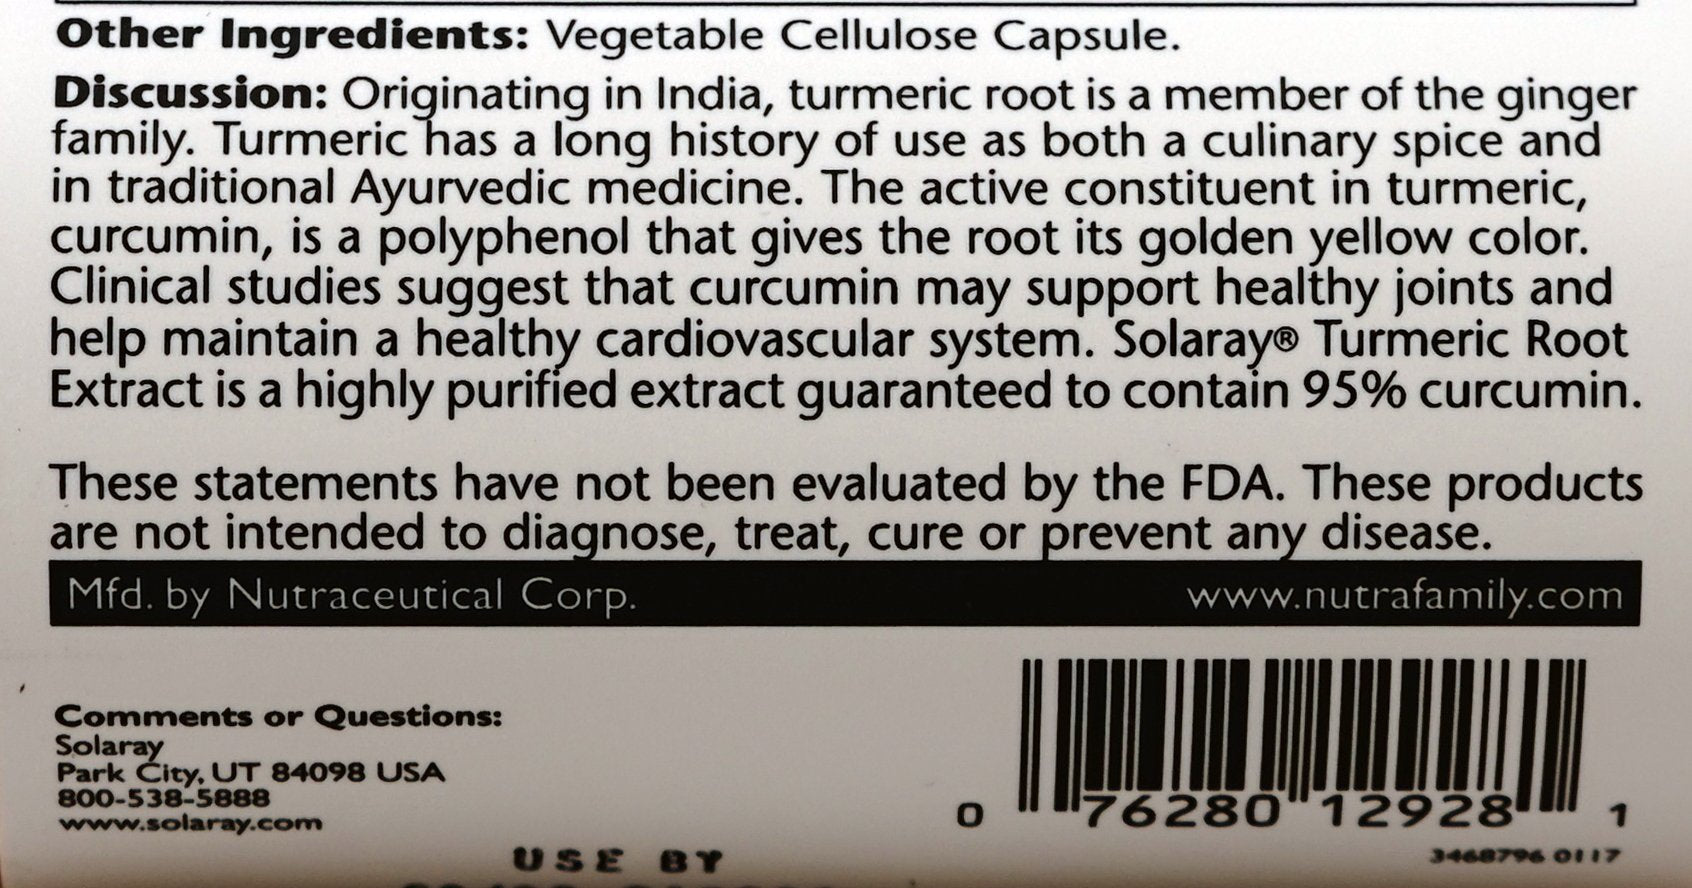 Other Ingredients: Vegetable Cellulose Capsule.
Discussion: Originating in India, turmeric root is a member of the ginger
family. Turmeric has a long history of use as both a culinary spice and
in traditional Ayurvedic medicine. The active constituent in turmeric,
curcumin, is a polyphenol that gives the root its golden yellow color.
Clinical studies suggest that curcumin may support healthy joints and
help maintain a healthy cardiovascular system. Solaray® Turmeric Root
Extract is a highly purified extract guaranteed to contain 95% curcumin.
These statements have not been evaluated by the FDA. These products
are not intended to diagnose, treat, cure or prevent any disease.
Mfd. by Nutraceutical Corp. www.nutrafamily.com
Comments or Questions:
Solaray
Park City, UT 84098 USA
800-538-5888
www.solaray.com
0 76280 12928 1
3468796 0117
USE BY